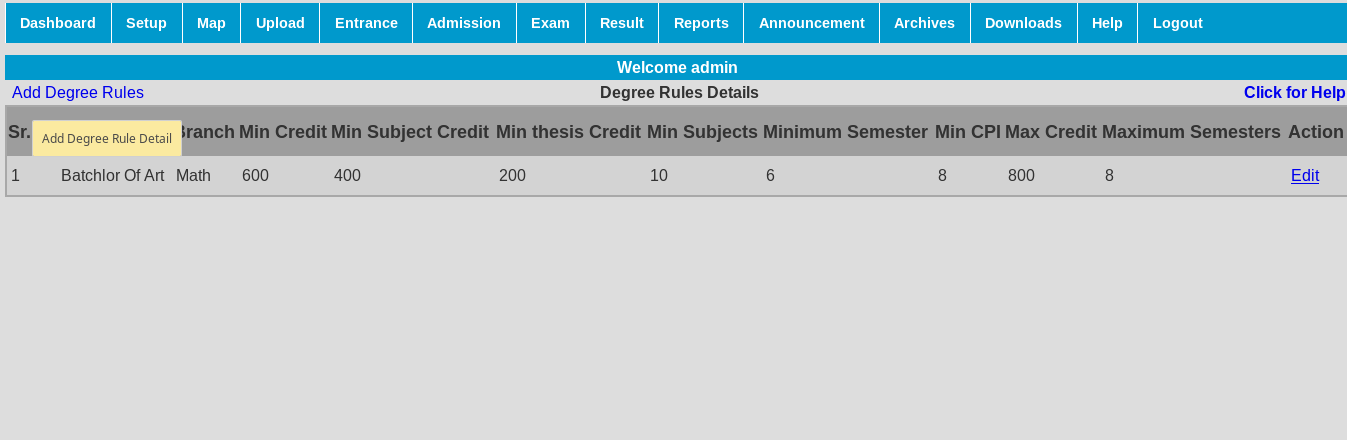 Dashboard Setup Map Upload Entrance Admission Exam Result Reports Announcement Archives Downloads Help Logout
Welcome admin
Add Degree Rules Degree Rules Details Click for Help
Sr. Branch Min Credit Min Subject Credit Min thesis Credit Min Subjects Minimum Semester Min CPI Max Credit Maximum Semesters Action
Add Degree Rule Detail
1 Batchlor Of Art Math 600 400 200 10 6 8 800 8 Edit